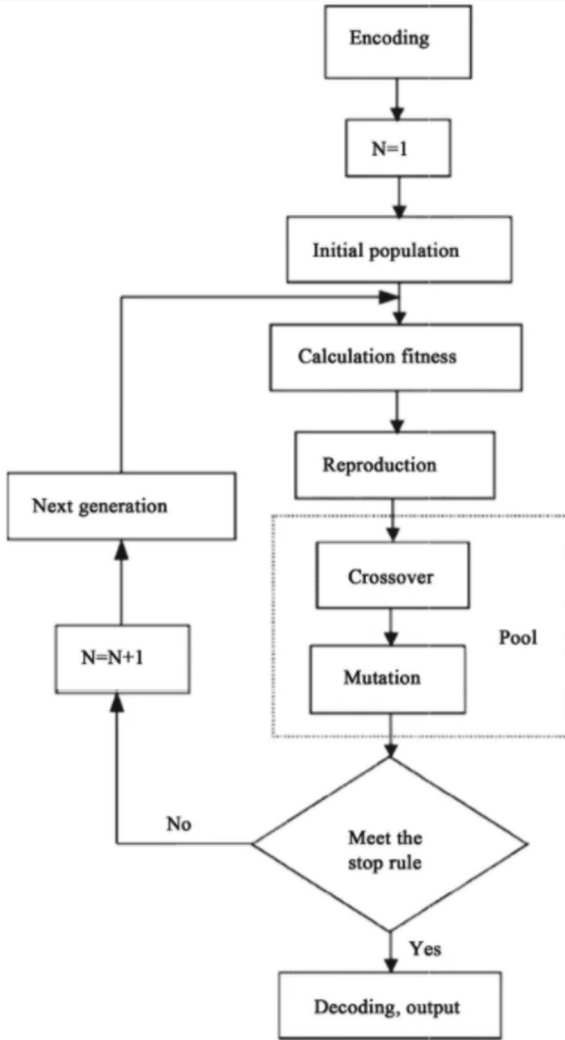 Encoding
N=1
Initial population
Calculation fitness
Reproduction
Next generation
Crossover
Pool
N=N+1
Mutation
No
Meet the
stop rule
Yes
Decoding, output